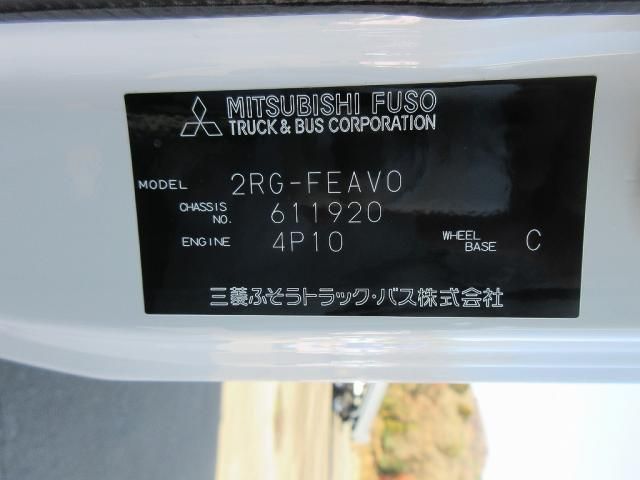 MITSUBISHI FUSO
TRUCK & BUS CORPORATION
MODEL 2RG-FEAV0
CHASSIS NO. 611920
ENGINE 4P10 WHEEL BASE C
三菱ふそうトラック・バス株式会社